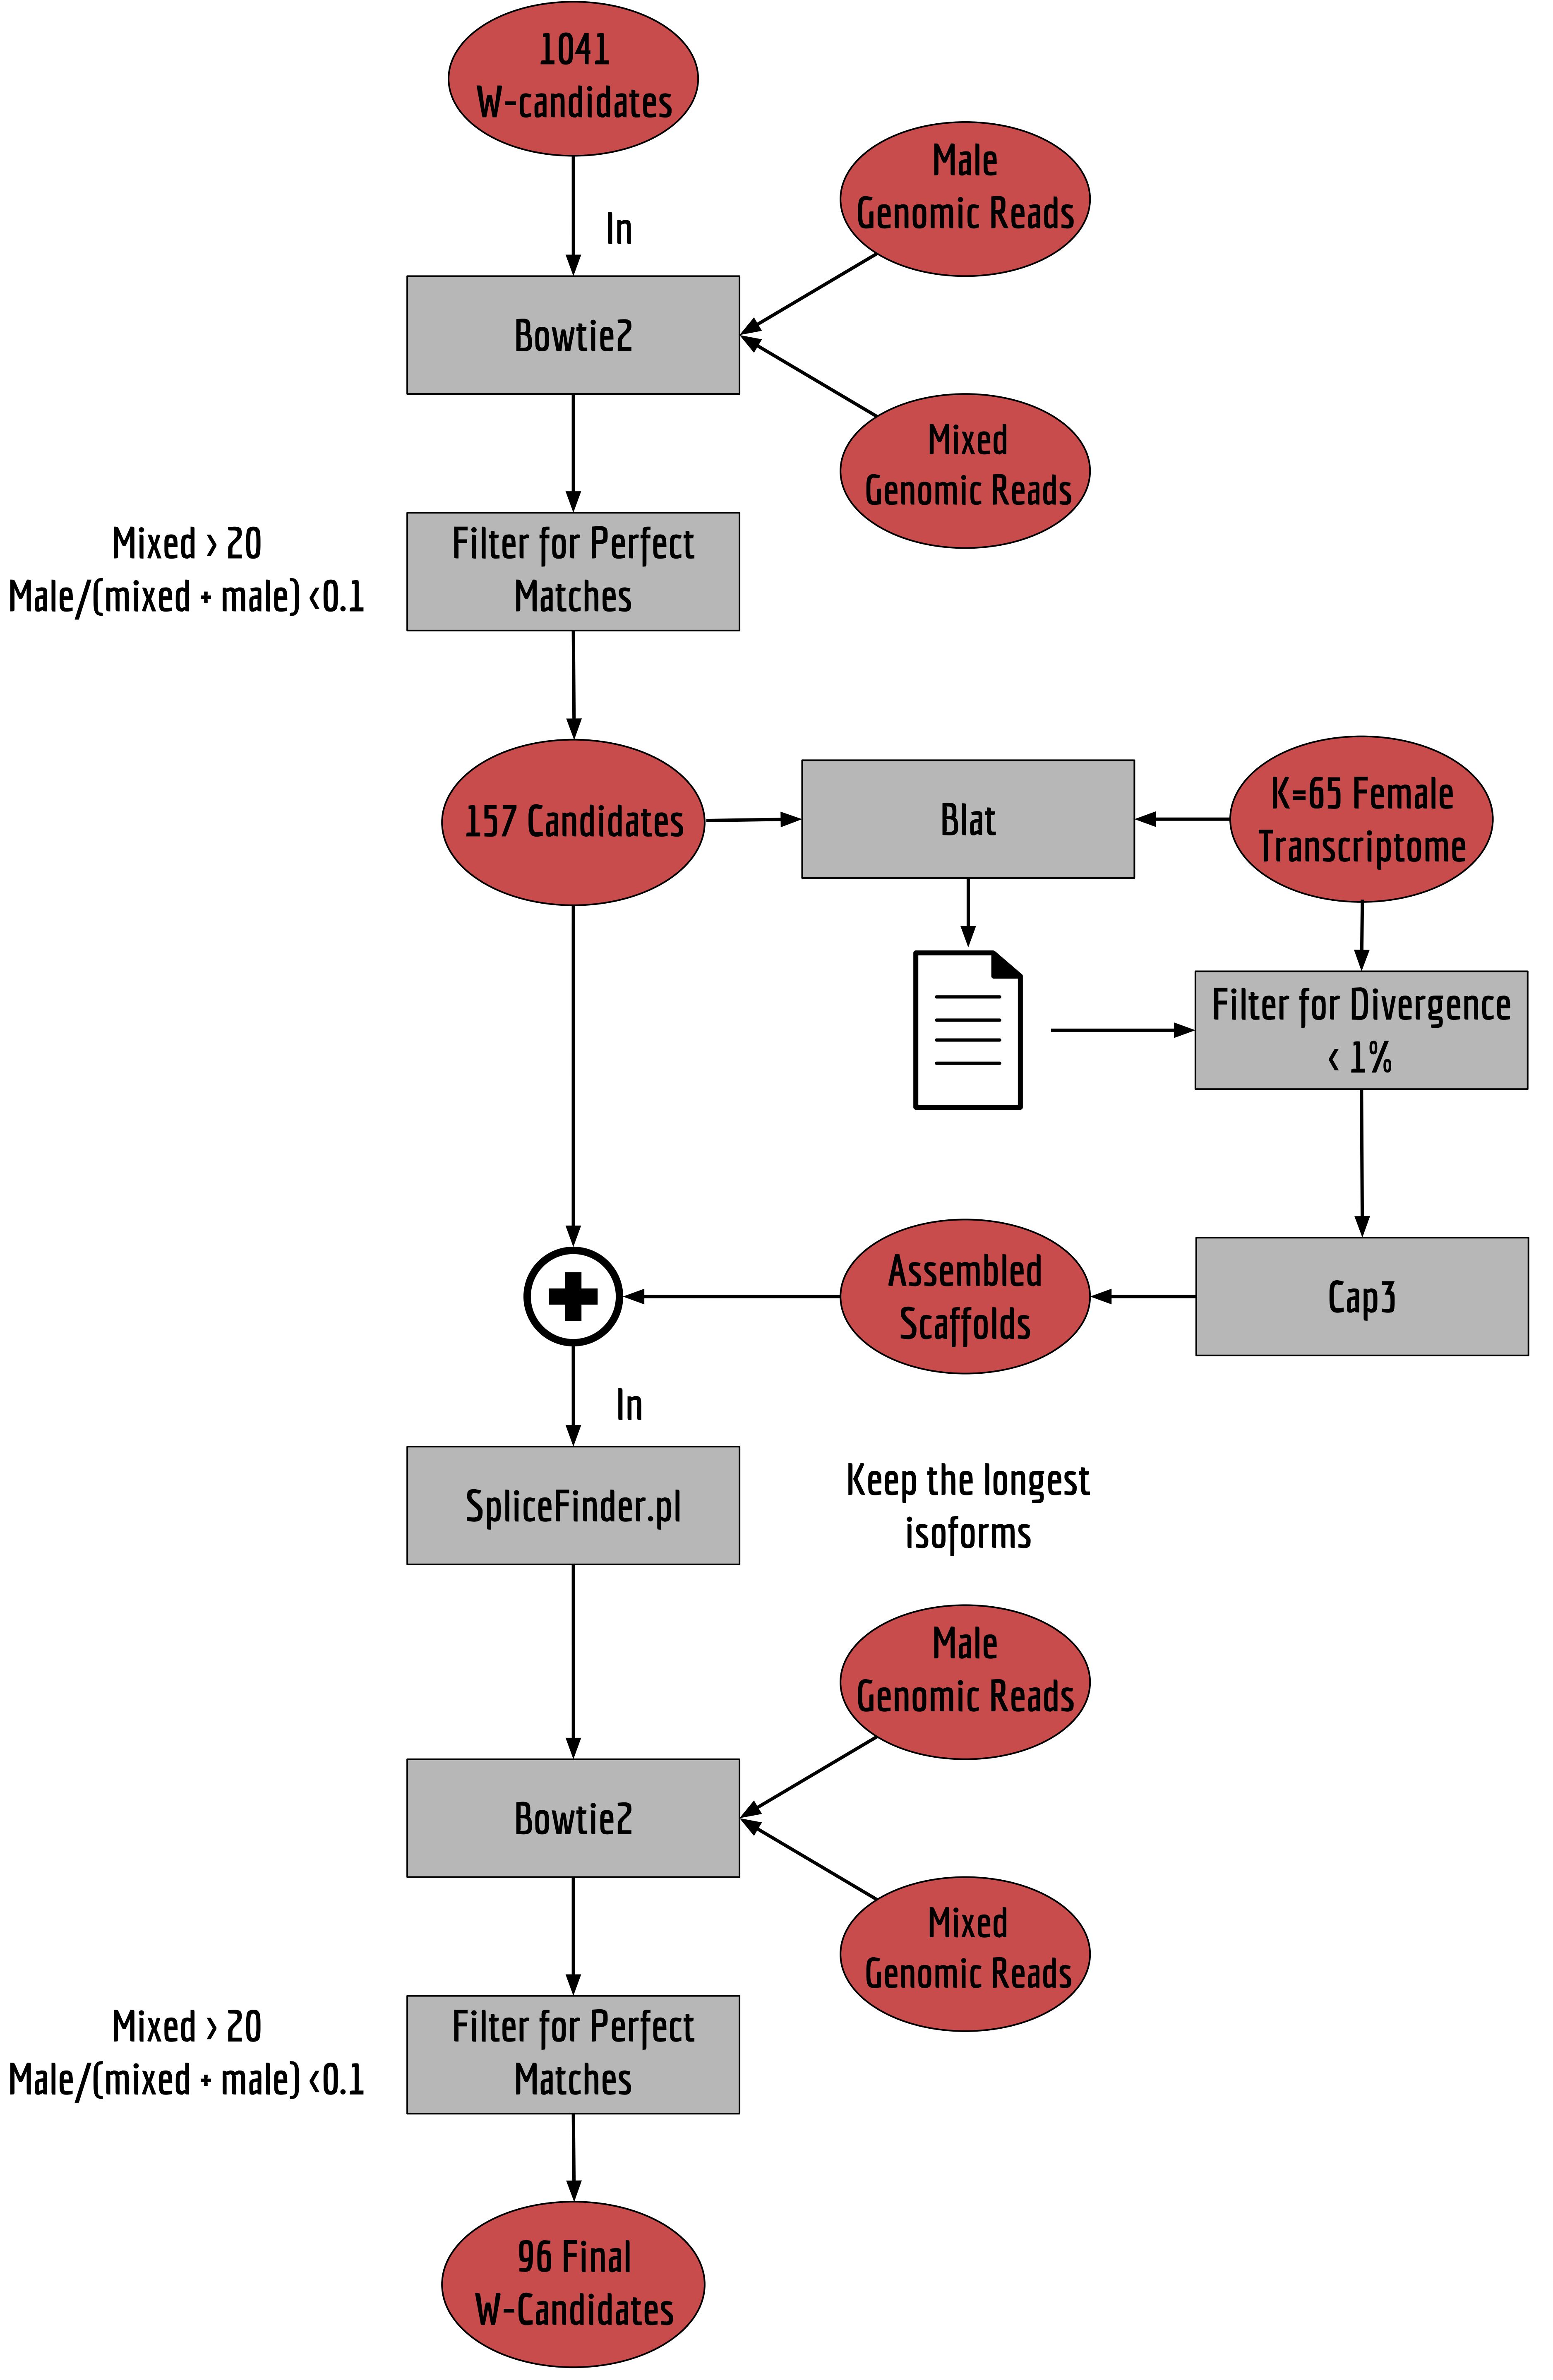 1041
W-candidates
In
Male
Genomic Reads
Bowtie2
Mixed
Genomic Reads
Mixed > 20
Male/(mixed + male) <0.1
Filter for Perfect
Matches
157 Candidates
Blat
K=65 Female
Transcriptome
Filter for Divergence
< 1%
Assembled
Scaffolds
Cap3
In
SpliceFinder.pl
Keep the longest
isoforms
Male
Genomic Reads
Bowtie2
Mixed
Genomic Reads
Mixed > 20
Male/(mixed + male) <0.1
Filter for Perfect
Matches
96 Final
W-Candidates